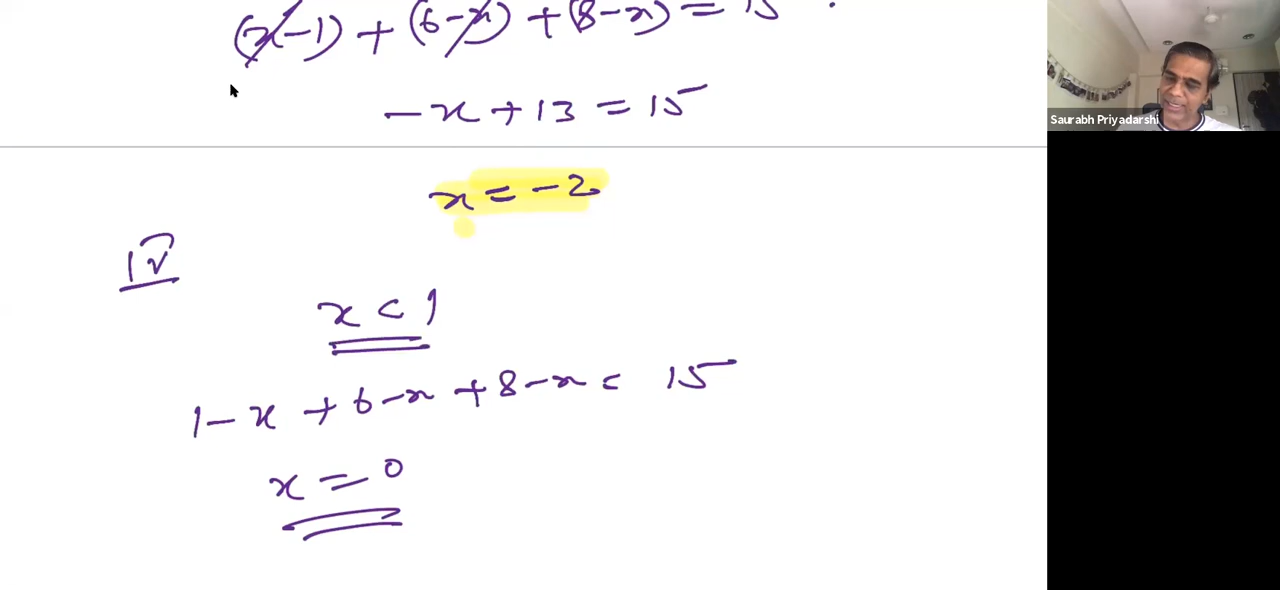 (x-1) + (6-x) + (8-x) = 15
Saurabh Priyadarshi
-x + 13 = 15
x = -2
IV
x < 1
1-x + 6-x + 8-x = 15
x = 0